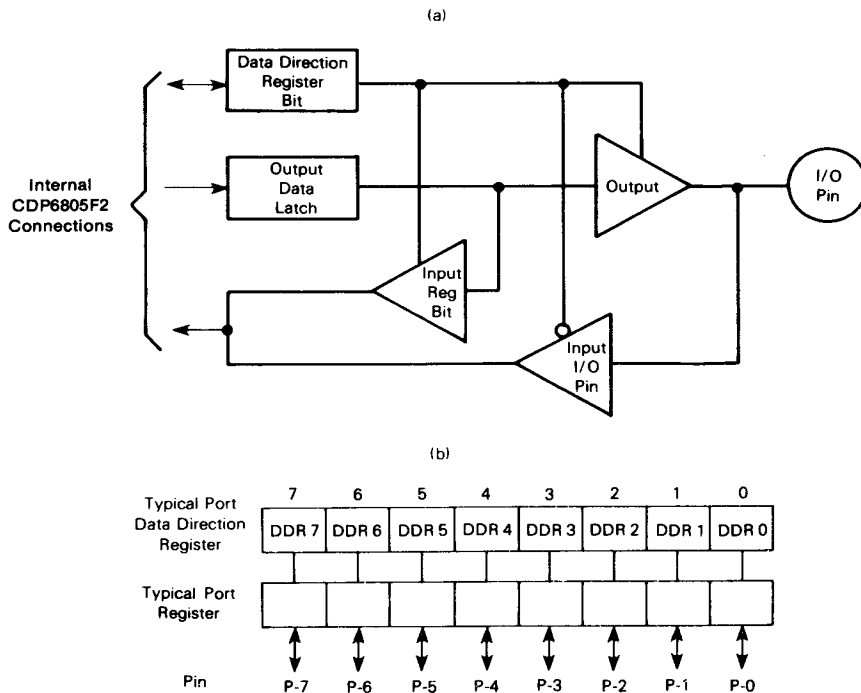 (a)
Data Direction
Register
Bit
Output
Data
Latch
Internal
CDP6805F2
Connections
Output
I/O
Pin
Input
Reg
Bit
Input
I/O
Pin
(b)
7 6 5 4 3 2 1 0
Typical Port
Data Direction
Register
DDR 7 DDR 6 DDR 5 DDR 4 DDR 3 DDR 2 DDR 1 DDR 0
Typical Port
Register
Pin P-7 P-6 P-5 P-4 P-3 P-2 P-1 P-0